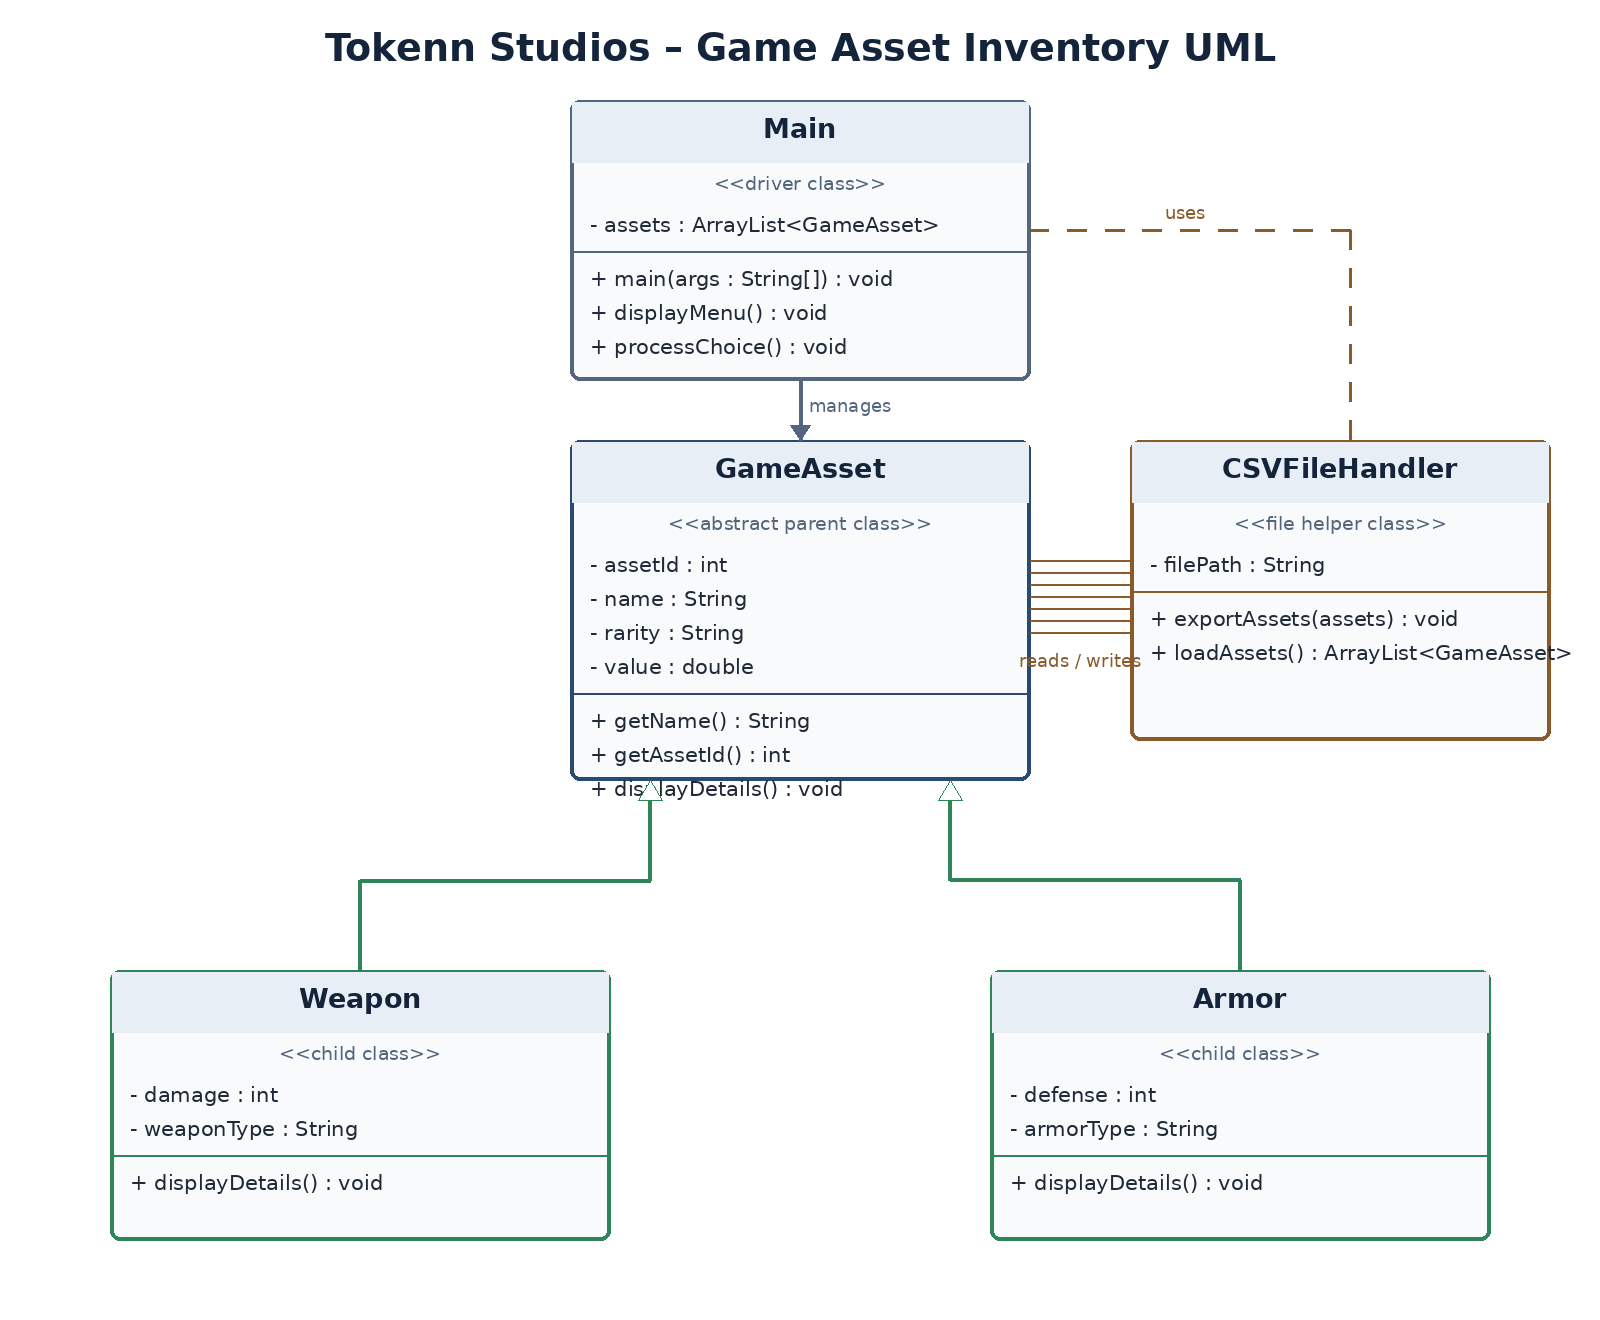 Tokenn Studios – Game Asset Inventory UML
Main
<<driver class>>
- assets : ArrayList<GameAsset>
+ main(args : String[]) : void
+ displayMenu() : void
+ processChoice() : void
uses
manages
GameAsset
<<abstract parent class>>
- assetId : int
- name : String
- rarity : String
- value : double
+ getName() : String
+ getAssetId() : int
+ displayDetails() : void
reads / writes
CSVFileHandler
<<file helper class>>
- filePath : String
+ exportAssets(assets) : void
+ loadAssets() : ArrayList<GameAsset>
Weapon
<<child class>>
- damage : int
- weaponType : String
+ displayDetails() : void
Armor
<<child class>>
- defense : int
- armorType : String
+ displayDetails() : void